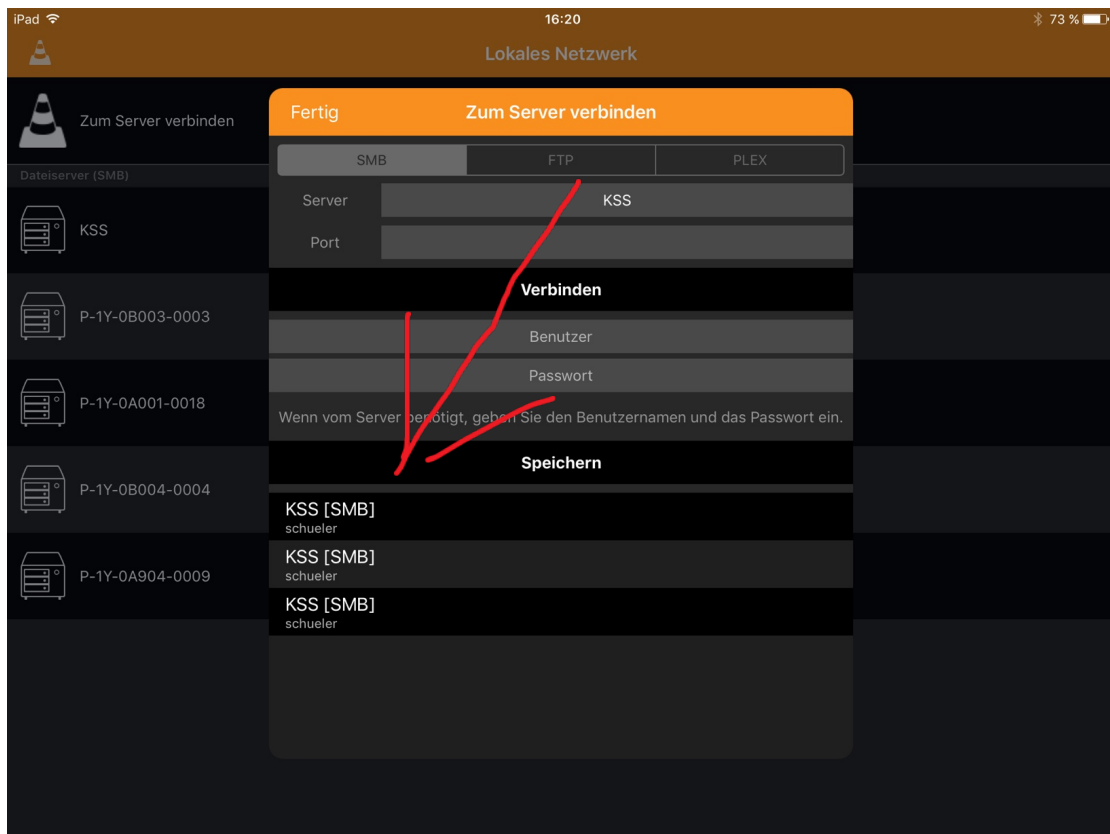 iPad 16:20 73 %
Lokales Netzwerk
Zum Server verbinden
Dateiserver (SMB)
KSS
P-1Y-0B003-0003
P-1Y-0A001-0018
P-1Y-0B004-0004
P-1Y-0A904-0009
Fertig Zum Server verbinden
SMB FTP PLEX
Server KSS
Port
Verbinden
Benutzer
Passwort
Wenn vom Server benötigt, geben Sie den Benutzernamen und das Passwort ein.
Speichern
KSS [SMB]
schueler
KSS [SMB]
schueler
KSS [SMB]
schueler